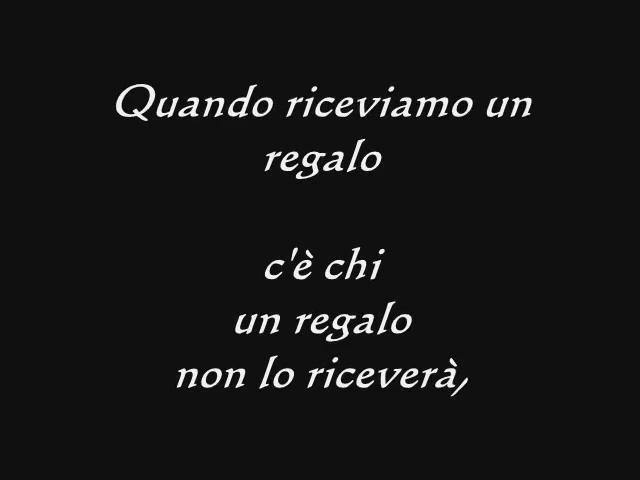 Quando riceviamo un
regalo
c'è chi
un regalo
non lo riceverà,